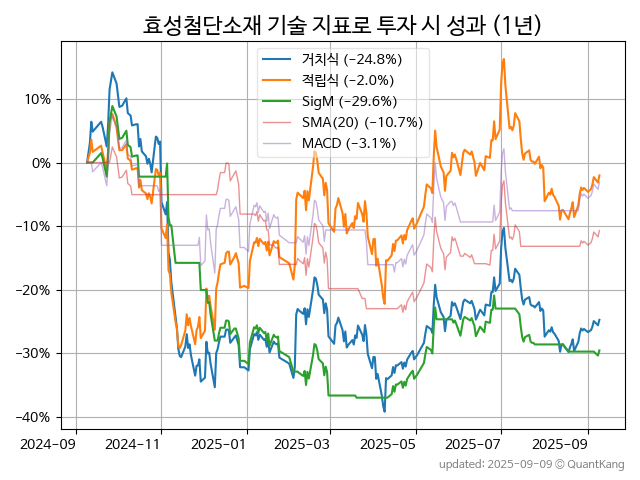 효성첨단소재 기술 지표로 투자 시 성과 (1년)
거치식 (−24.8%)
적립식 (−2.0%)
SigM (−29.6%)
SMA(20) (−10.7%)
MACD (−3.1%)
10%
0%
−10%
−20%
−30%
−40%
2024-09 2024-11 2025-01 2025-03 2025-05 2025-07 2025-09
updated: 2025-09-09 © QuantKang